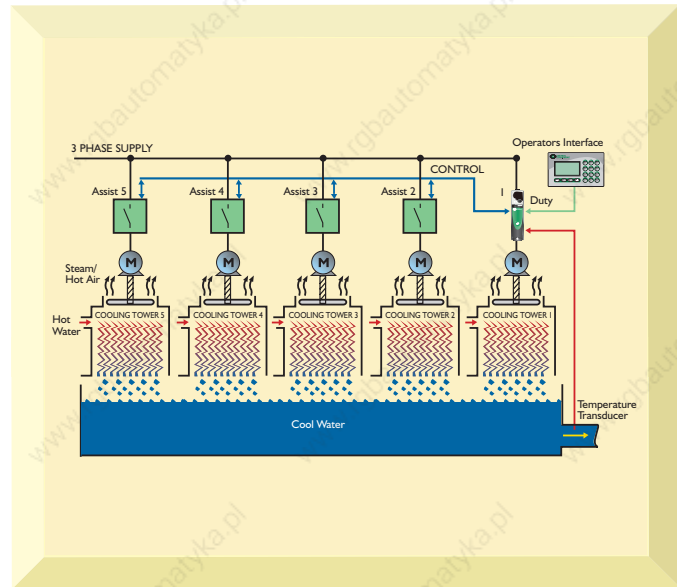 3 PHASE SUPPLY
Operators Interface
CONTROL
Assist 5
Assist 4
Assist 3
Assist 2
1
Duty
M
M
M
M
M
Steam/
Hot Air
Hot
Water
COOLING TOWER 5
COOLING TOWER 4
COOLING TOWER 3
COOLING TOWER 2
COOLING TOWER 1
Temperature
Transducer
Cool Water
www.rgbautomatyka.pl